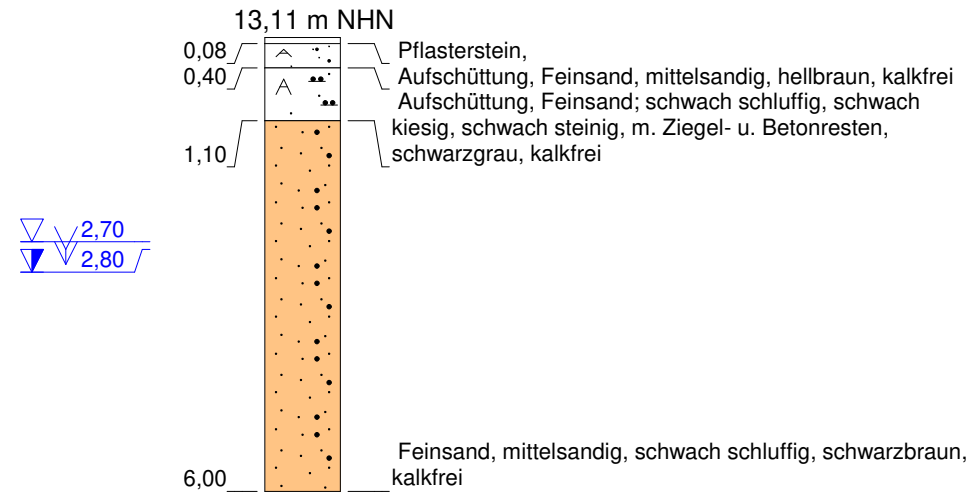 13,11 m NHN
0,08
Pflasterstein,
0,40
Aufschüttung, Feinsand, mittelsandig, hellbraun, kalkfrei
Aufschüttung, Feinsand; schwach schluffig, schwach
kiesig, schwach steinig, m. Ziegel- u. Betonresten,
1,10
schwarzgrau, kalkfrei
2,70
2,80
Feinsand, mittelsandig, schwach schluffig, schwarzbraun,
6,00
kalkfrei